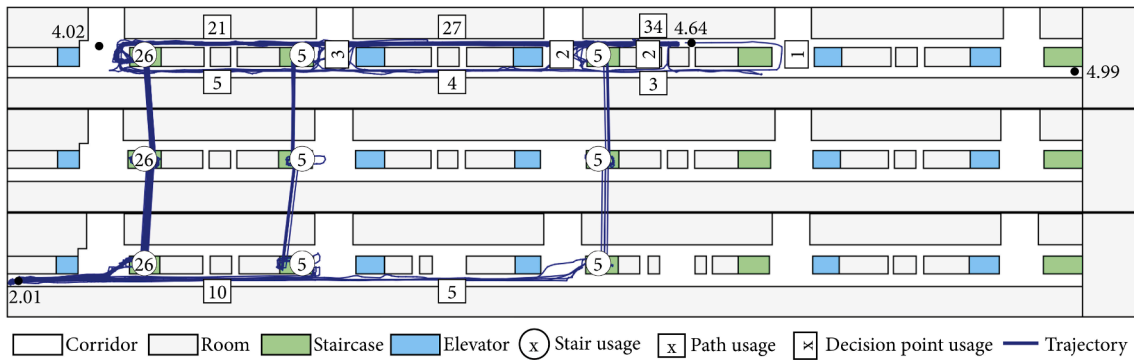 21 27 34 4.64
4.02
26 5 3 2 5 2 1
5 4 3 4.99
26 5 5
26 5 5
2.01 10 5
Corridor Room Staircase Elevator x Stair usage x Path usage x Decision point usage Trajectory